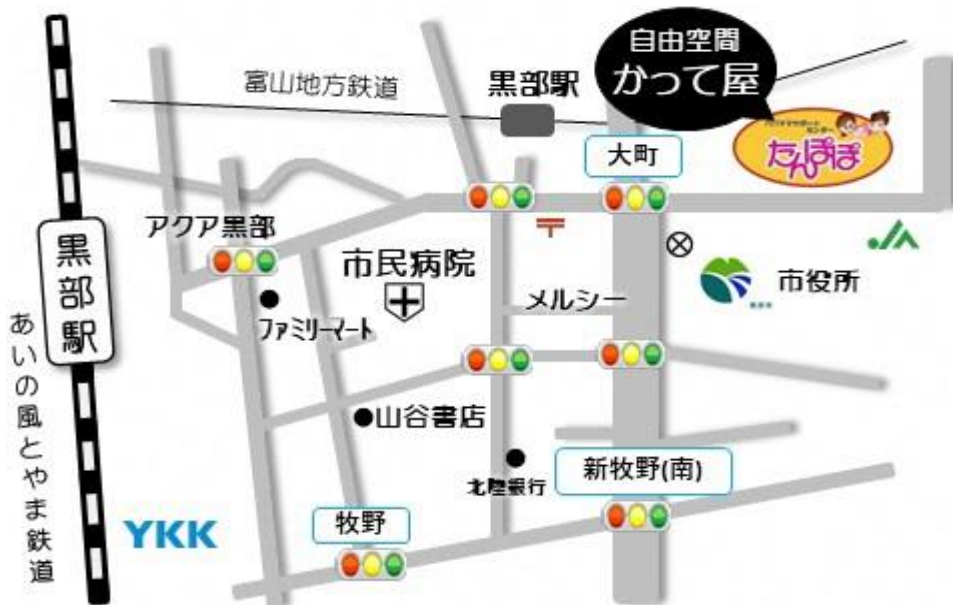 自由空間
かって屋
富山地方鉄道
黒部駅
大町
たんぽぽ
アクア黒部
〒
市民病院
JA
市役所
黒部駅
ファミリーマート
メルシー
あいの風とやま鉄道
山谷書店
北陸銀行
新牧野(南)
牧野
YKK